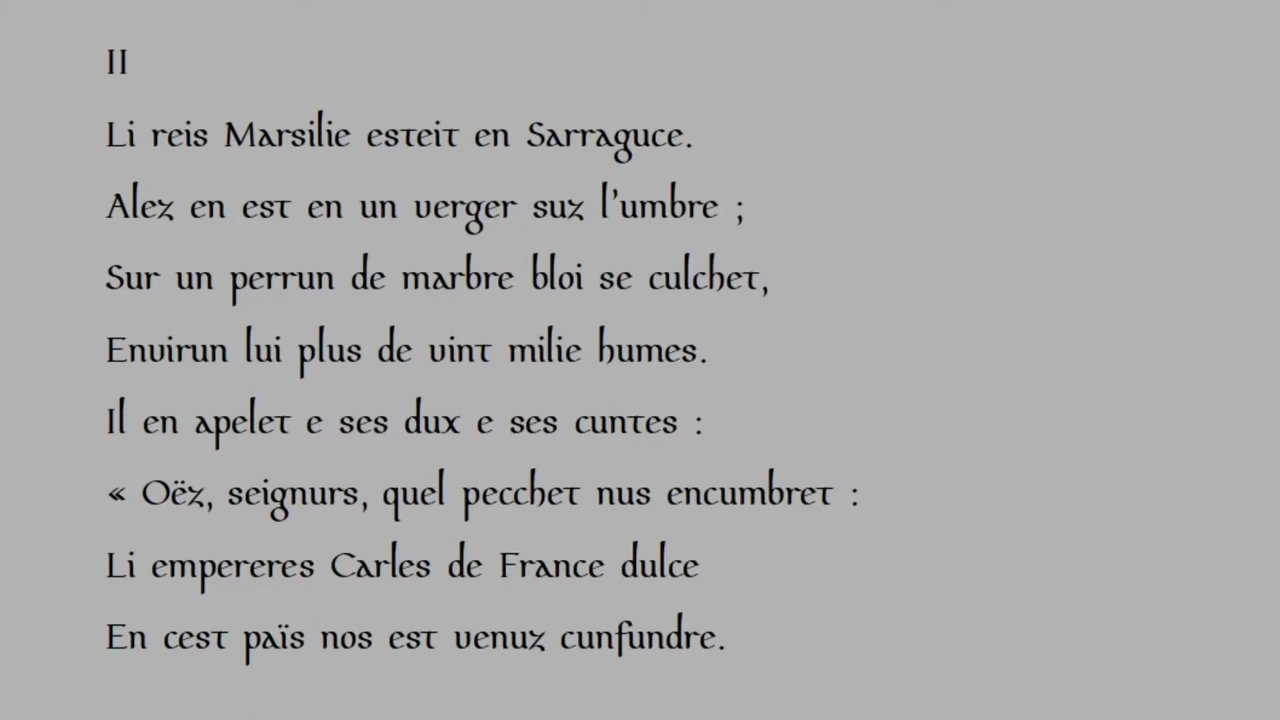 II
Li reis Marsilie esteit en Sarraguce.
Alez en est en un verger suz l’umbre ;
Sur un perrun de marbre bloi se culchet,
Envirun lui plus de vint milie humes.
Il en apelet e ses dux e ses cuntes :
« Oëz, seignurs, quel pecchet nus encumbret :
Li empereres Carles de France dulce
En cest païs nos est venuz cunfundre.